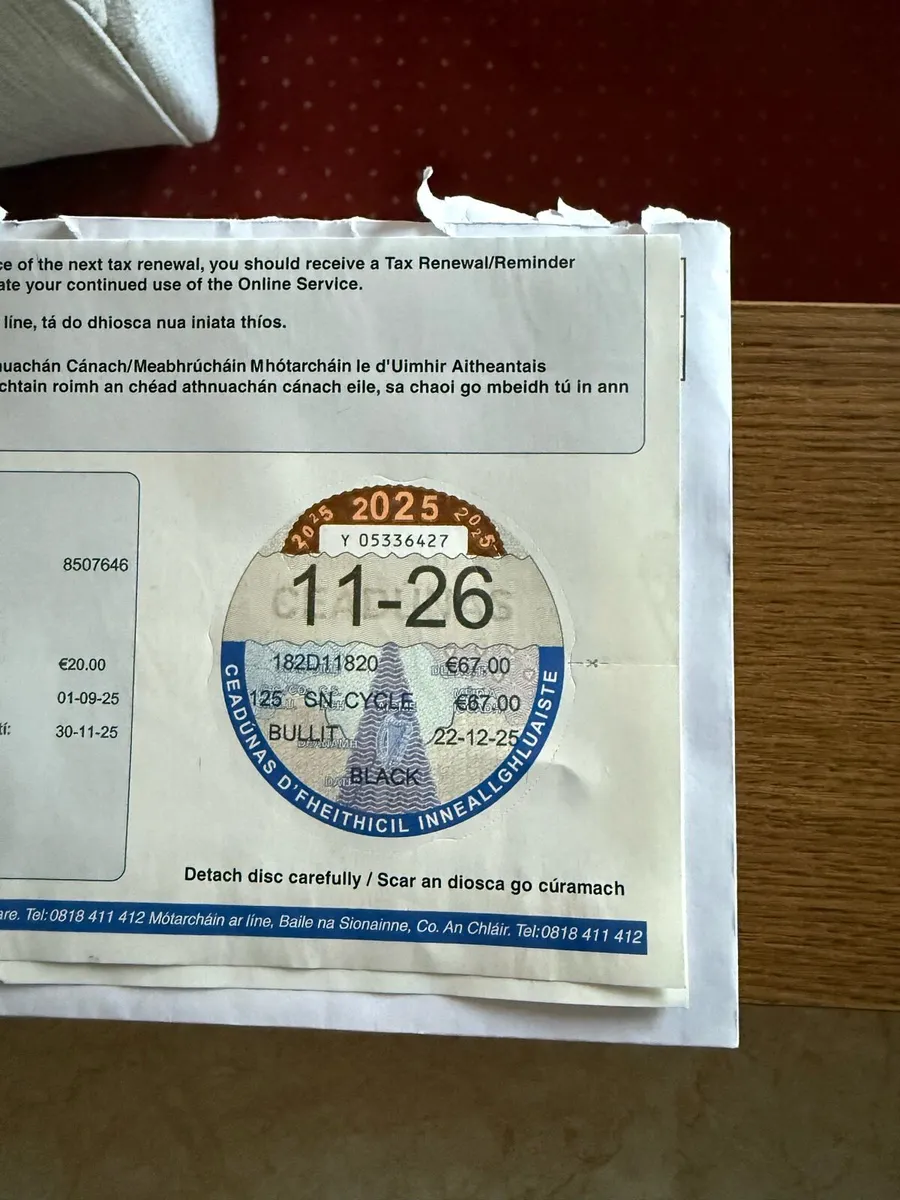 ce of the next tax renewal, you should receive a Tax Renewal/Reminder
ate your continued use of the Online Service.
líne, tá do dhiosca nua iniata thíos.
nuachán Cánach/Meabhrúcháin Mhótarcháin le d'Uimhir Aitheantais
chtain roimh an chéad athnuachán cánach eile, sa chaoi go mbeidh tú in ann
8507646
€20.00
01-09-25
tí: 30-11-25
2025 2025 2025
Y 05336427
CEADÚNAS
11-26
182D11820 €67.00
125 SN CYCLE €67.00
BULLIT 22-12-25
BLACK
CEADÚNAS D'FHEITHICIL INNEALLGHLUAISTE
Detach disc carefully / Scar an diosca go cúramach
are. Tel:0818 411 412 Mótarcháin ar líne, Baile na Sionainne, Co. An Chláir. Tel:0818 411 412